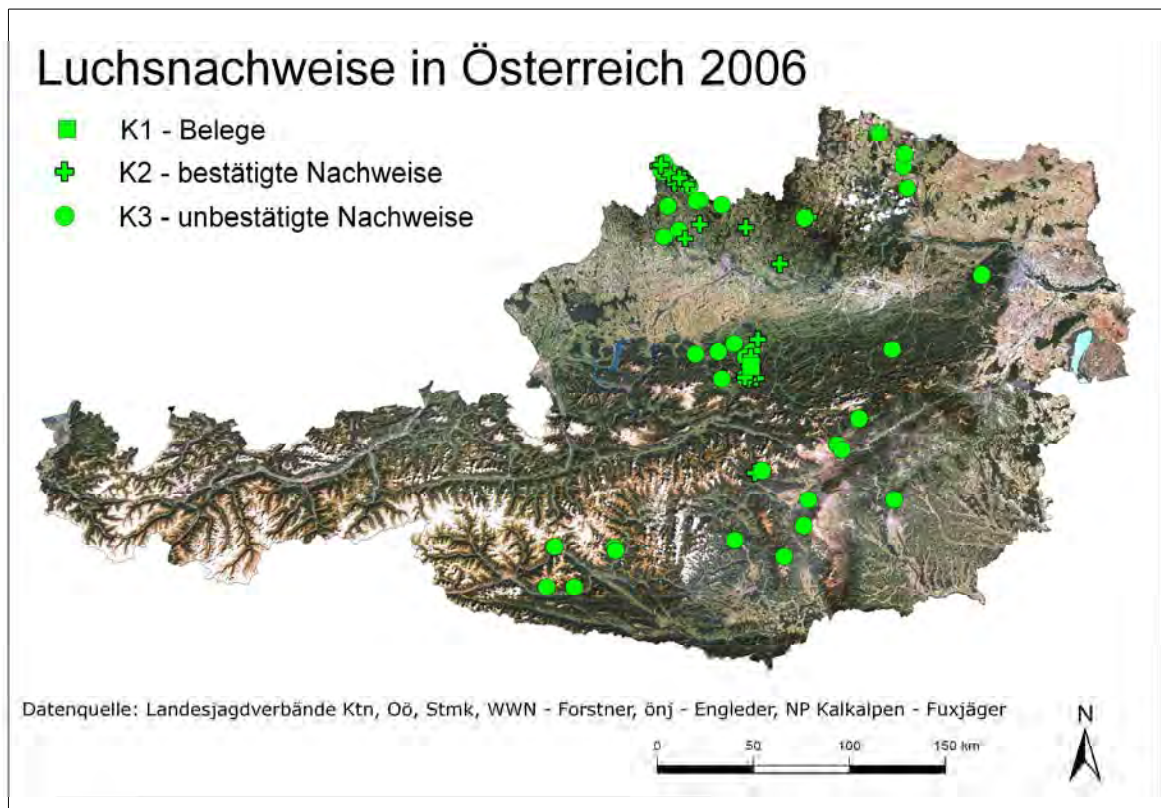 Luchsnachweise in Österreich 2006
K1 - Belege
K2 - bestätigte Nachweise
K3 - unbestätigte Nachweise
Datenquelle: Landesjagdverbände Ktn, Oö, Stmk, WWN - Forstner, önj - Engleder, NP Kalkalpen - Fuxjäger
N
0 50 100 150 km